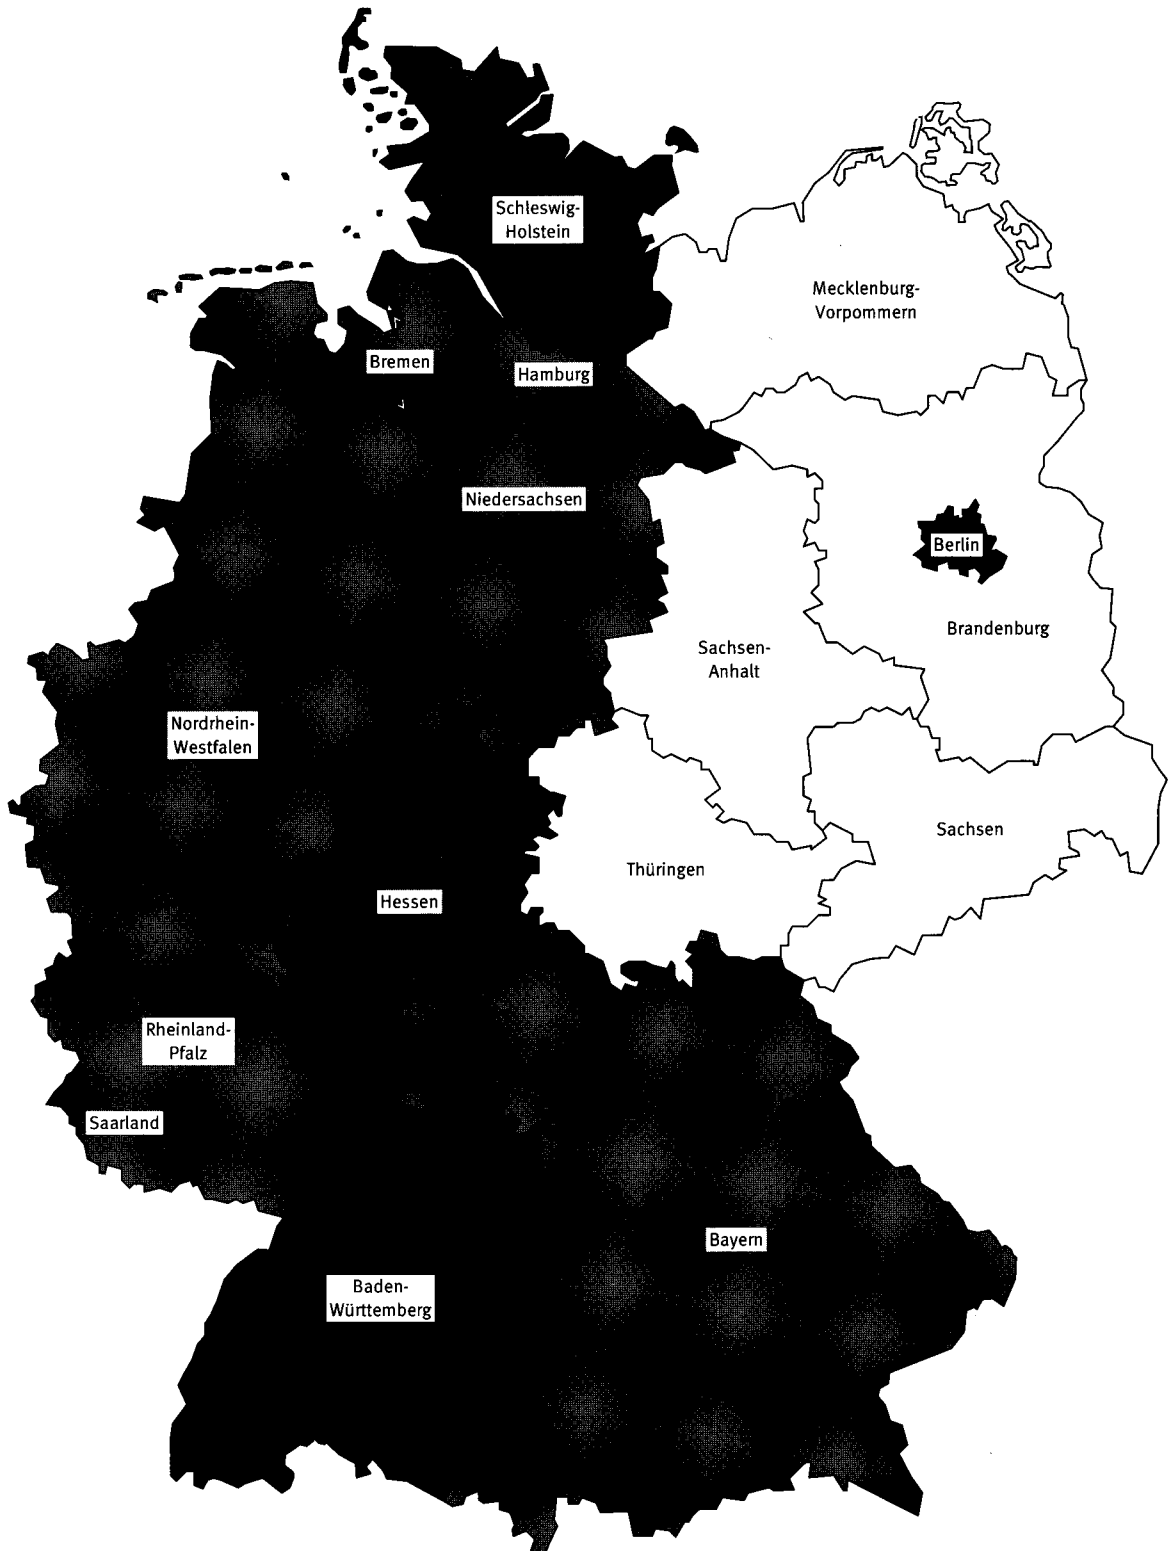 Schleswig-
Holstein
Mecklenburg-
Vorpommern
Bremen
Hamburg
Niedersachsen
Berlin
Brandenburg
Sachsen-
Anhalt
Nordrhein-
Westfalen
Sachsen
Thüringen
Hessen
Rheinland-
Pfalz
Saarland
Bayern
Baden-
Württemberg